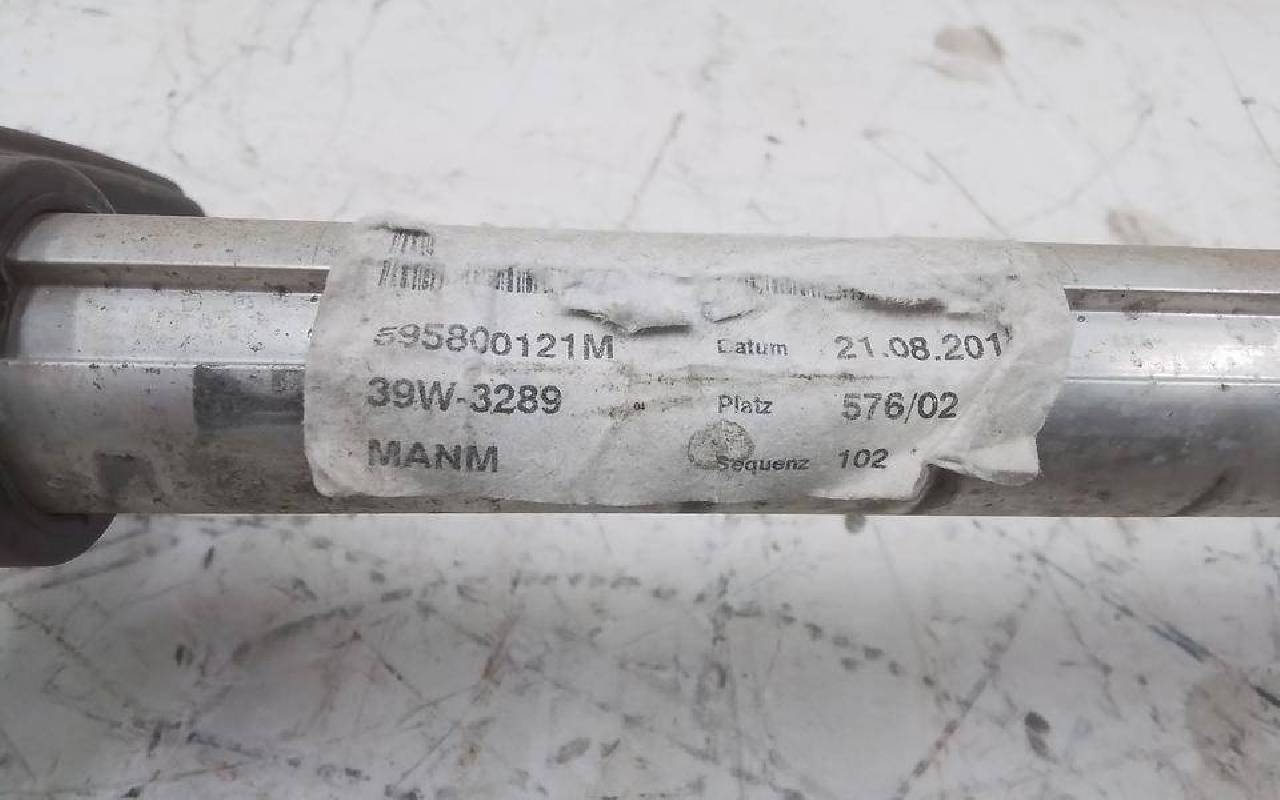 595800121M Datum 21.08.201
39W-3289 Platz 576/02
MANM Sequenz 102